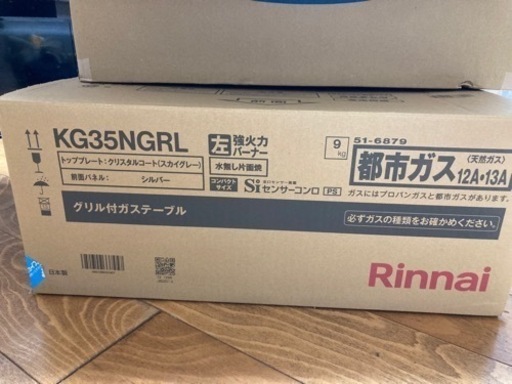 KG35NGRL
トッププレート：クリスタルコート(スカイグレー)
前面パネル： シルバー
左 強火力バーナー
水無し片面焼
コンパクトサイズ Siセンサーコンロ PS
9kg
51-6879
都市ガス 〈天然ガス〉 12A・13A
ガスにはプロパンガスと都市ガスがあります。
必ずガスの種類をお確かめください。
グリル付ガステーブル
日本製
Rinnai